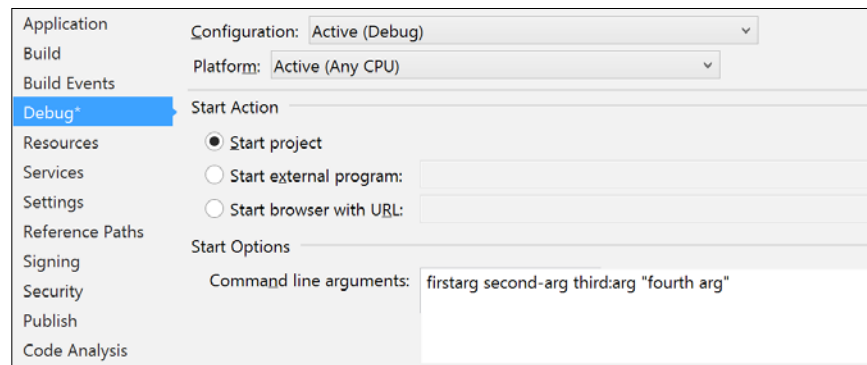 Application
Build
Build Events
Debug*
Resources
Services
Settings
Reference Paths
Signing
Security
Publish
Code Analysis
Configuration: Active (Debug)
Platform: Active (Any CPU)
Start Action
Start project
Start external program:
Start browser with URL:
Start Options
Command line arguments: firstarg second-arg third:arg "fourth arg"